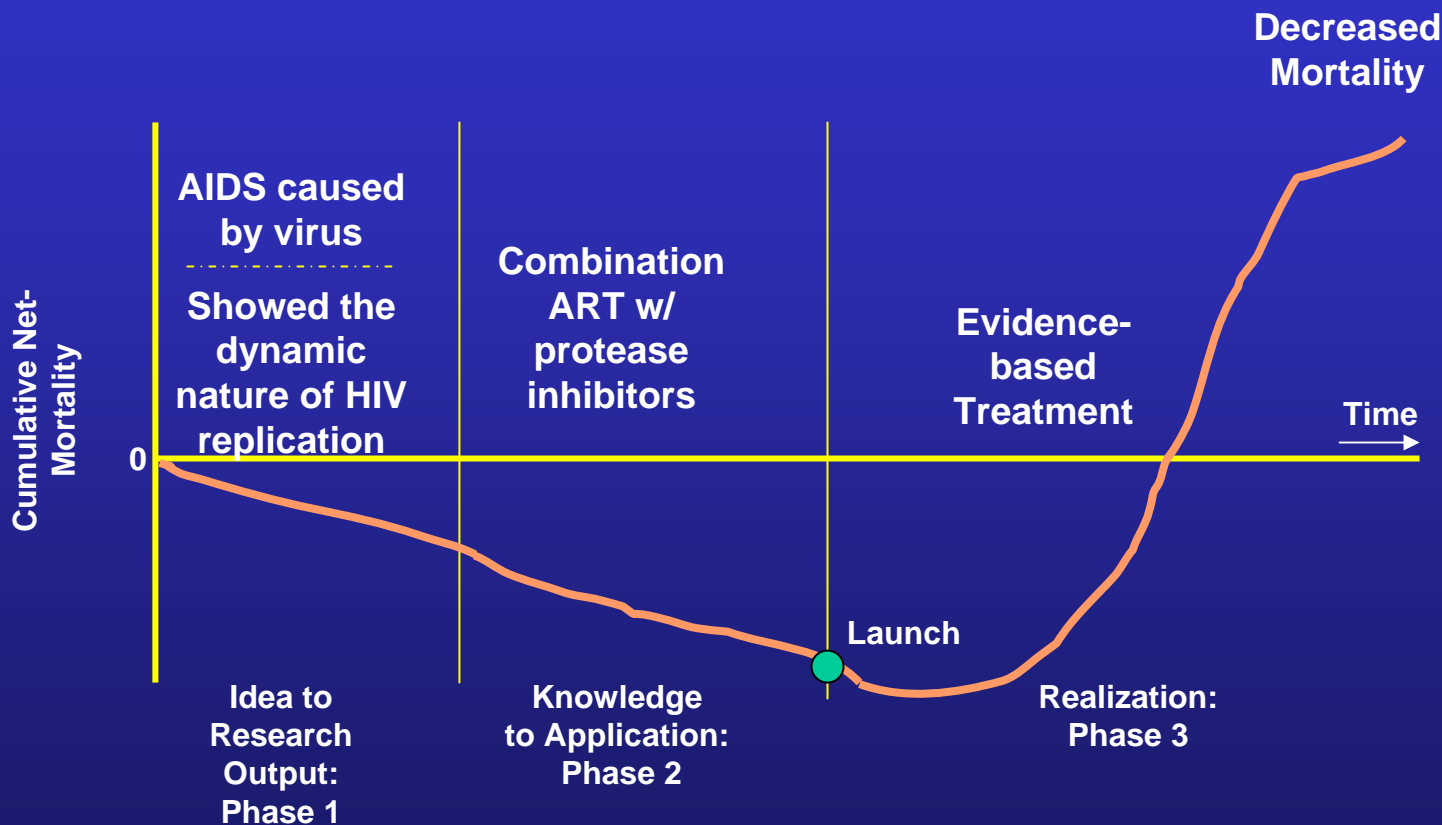 Decreased
Mortality
AIDS caused
by virus
Showed the
dynamic
nature of HIV
replication
Combination
ART w/
protease
inhibitors
Evidence-
based
Treatment
Time
Cumulative Net-
Mortality
0
Launch
Idea to
Research
Output:
Phase 1
Knowledge
to Application:
Phase 2
Realization:
Phase 3